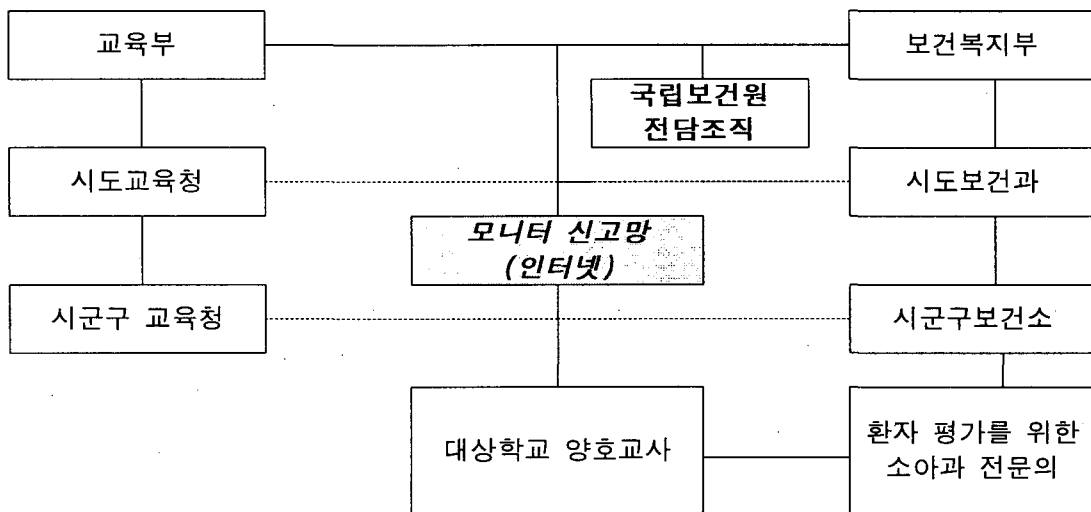 교육부
보건복지부
국립보건원
전담조직
시도교육청
시도보건과
모니터 신고망
(인터넷)
시군구 교육청
시군구보건소
대상학교 양호교사
환자 평가를 위한
소아과 전문의